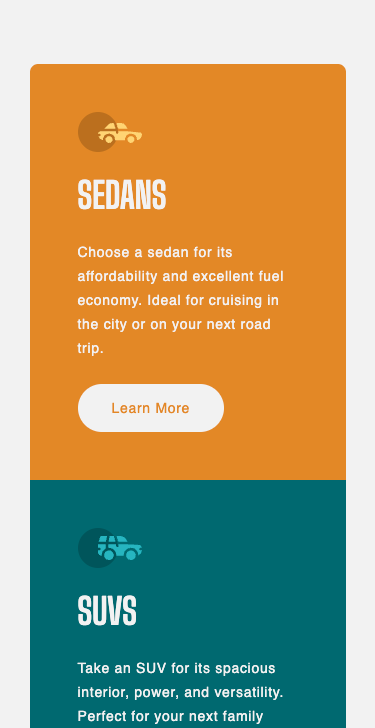 SEDANS
Choose a sedan for its
affordability and excellent fuel
economy. Ideal for cruising in
the city or on your next road
trip.
Learn More
SUVS
Take an SUV for its spacious
interior, power, and versatility.
Perfect for your next family